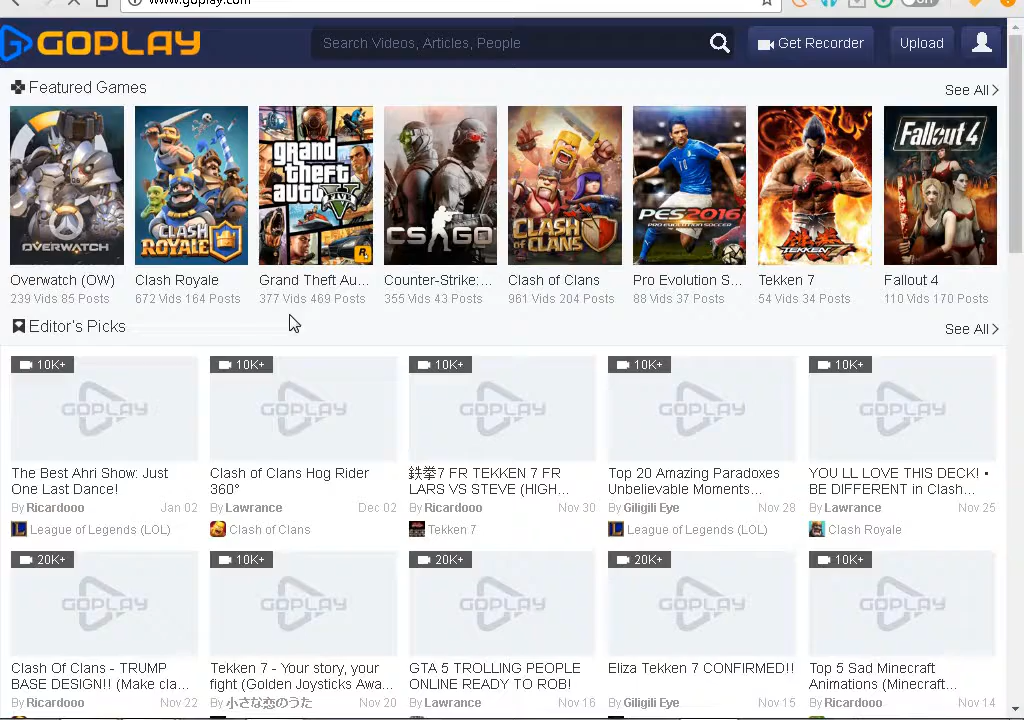 www.goplay.com
GOPLAY
Search Videos, Articles, People
Get Recorder
Upload
Featured Games
See All
OVERWATCH
CLASH ROYALE
grand theft auto V
CS GO
CLASH OF CLANS
PES2016
PRO EVOLUTION SOCCER
TEKKEN 7
Fallout 4
Overwatch (OW)
Clash Royale
Grand Theft Au...
Counter-Strike:...
Clash of Clans
Pro Evolution S...
Tekken 7
Fallout 4
239 Vids 85 Posts
672 Vids 164 Posts
377 Vids 469 Posts
355 Vids 43 Posts
961 Vids 204 Posts
88 Vids 37 Posts
54 Vids 34 Posts
110 Vids 170 Posts
Editor's Picks
See All
10K+
GOPLAY
The Best Ahri Show: Just
One Last Dance!
By Ricardooo Jan 02
League of Legends (LOL)
10K+
GOPLAY
Clash of Clans Hog Rider
360°
By Lawrance Dec 02
Clash of Clans
10K+
GOPLAY
鉄拳7 FR TEKKEN 7 FR
LARS VS STEVE (HIGH...
By Ricardooo Nov 30
Tekken 7
10K+
GOPLAY
Top 20 Amazing Paradoxes
Unbelievable Moments...
By Giligili Eye Nov 28
League of Legends (LOL)
10K+
GOPLAY
YOU LL LOVE THIS DECK! •
BE DIFFERENT in Clash...
By Lawrance Nov 25
Clash Royale
20K+
GOPLAY
Clash Of Clans - TRUMP
BASE DESIGN!! (Make cla...
By Ricardooo Nov 22
10K+
GOPLAY
Tekken 7 - Your story, your
fight (Golden Joysticks Awa...
By 小さな恋のうた Nov 20
20K+
GOPLAY
GTA 5 TROLLING PEOPLE
ONLINE READY TO ROB!
By Lawrance Nov 16
20K+
GOPLAY
Eliza Tekken 7 CONFIRMED!!
By Giligili Eye Nov 15
10K+
GOPLAY
Top 5 Sad Minecraft
Animations (Minecraft...
By Ricardooo Nov 14